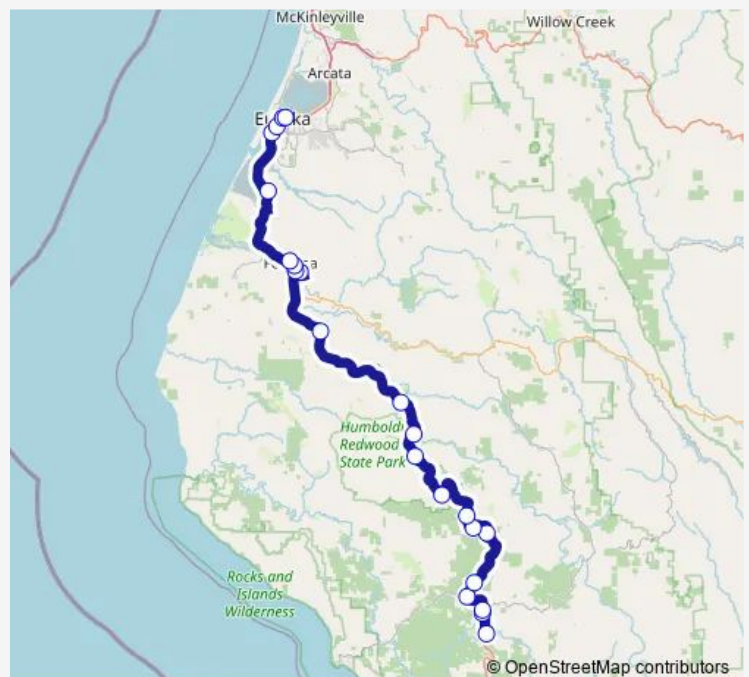 McKinleyville
Willow Creek
Arcata
Humboldt
Redwood
State Park
Rocks and
Islands
Wilderness
© OpenStreetMap contributors